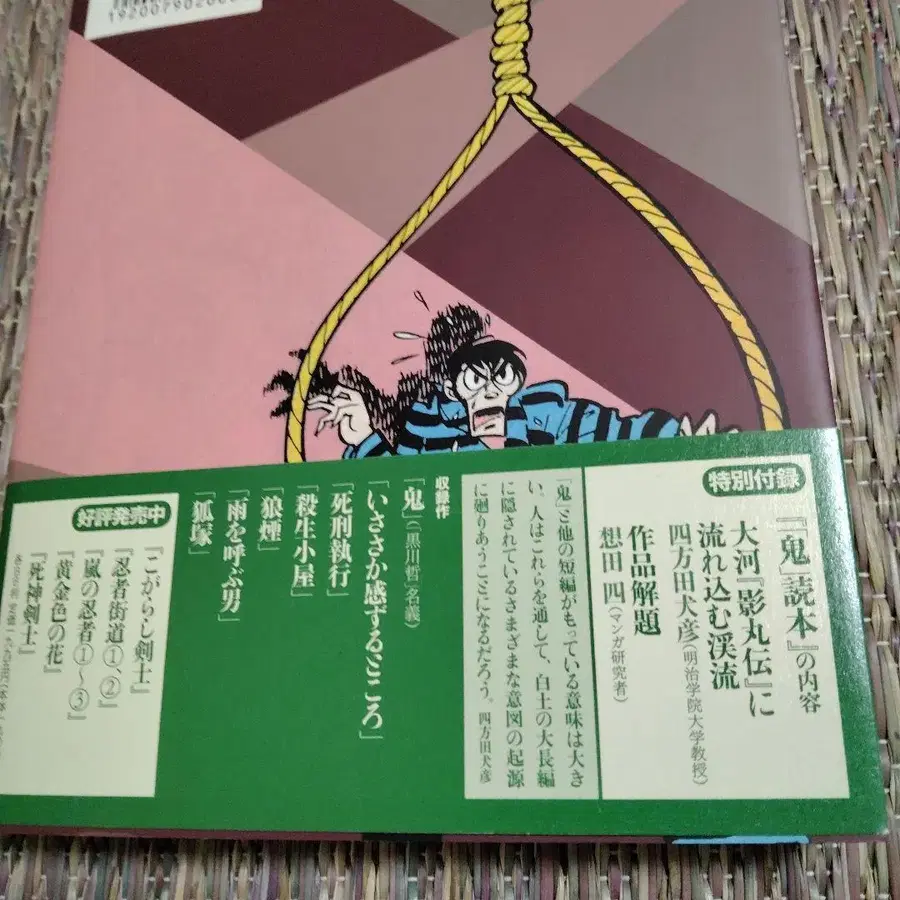 『「鬼」読本』の内容
特別付録
大河『影丸伝』に
流れ込む渓流
四方田犬彦(明治学院大学教授)
作品解題
想田 四(マンガ研究者)
「鬼」と他の短編がもっている意味は大き
い。人はこれらを通して、白土の大長編
に隠されているさまざまな意図の起源
に廻りあうことになるだろう。 四方田犬彦
収録作
「鬼」(「黒川哲」名義)
「いささか感ずるところ」
「死刑執行」
「殺生小屋」
「狼煙」
「雨を呼ぶ男」
「狐塚」
好評発売中
『こがらし剣士』
『忍者街道①、②』
『嵐の忍者①〜③』
『黄金色の花』
『死神剣士』